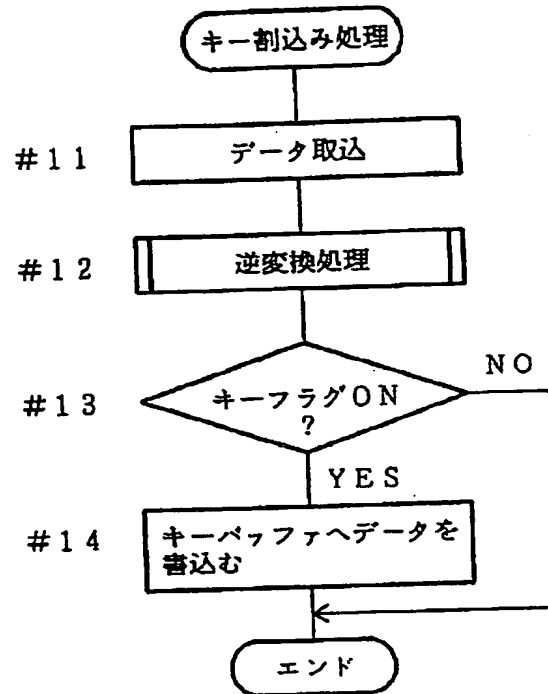 キー割込み処理
#11
データ取込
#12
逆変換処理
NO
#13
キーフラグON
?
YES
#14
キーバッファへデータを
書込む
エンド